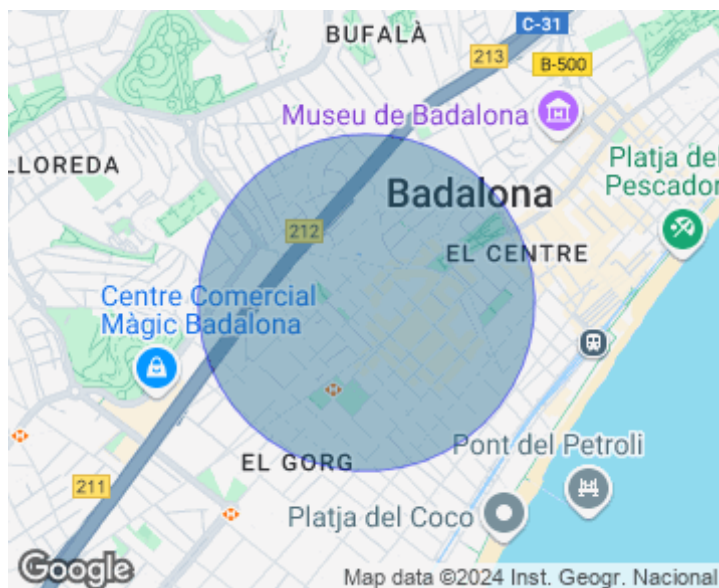 C-31
BUFALÀ
213
B-500
Museu de Badalona
LLOREDA
Platja del
Pescador
Badalona
212
EL CENTRE
Centre Comercial
Màgic Badalona
EL GORG
Pont del Petroli
211
Platja del Coco
Google
Map data ©2024 Inst. Geogr. Nacional